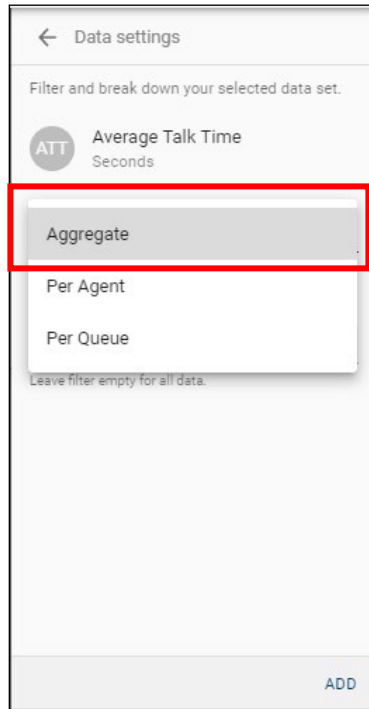 Data settings
Filter and break down your selected data set.
ATT
Average Talk Time
Seconds
Aggregate
Per Agent
Per Queue
Leave filter empty for all data.
ADD